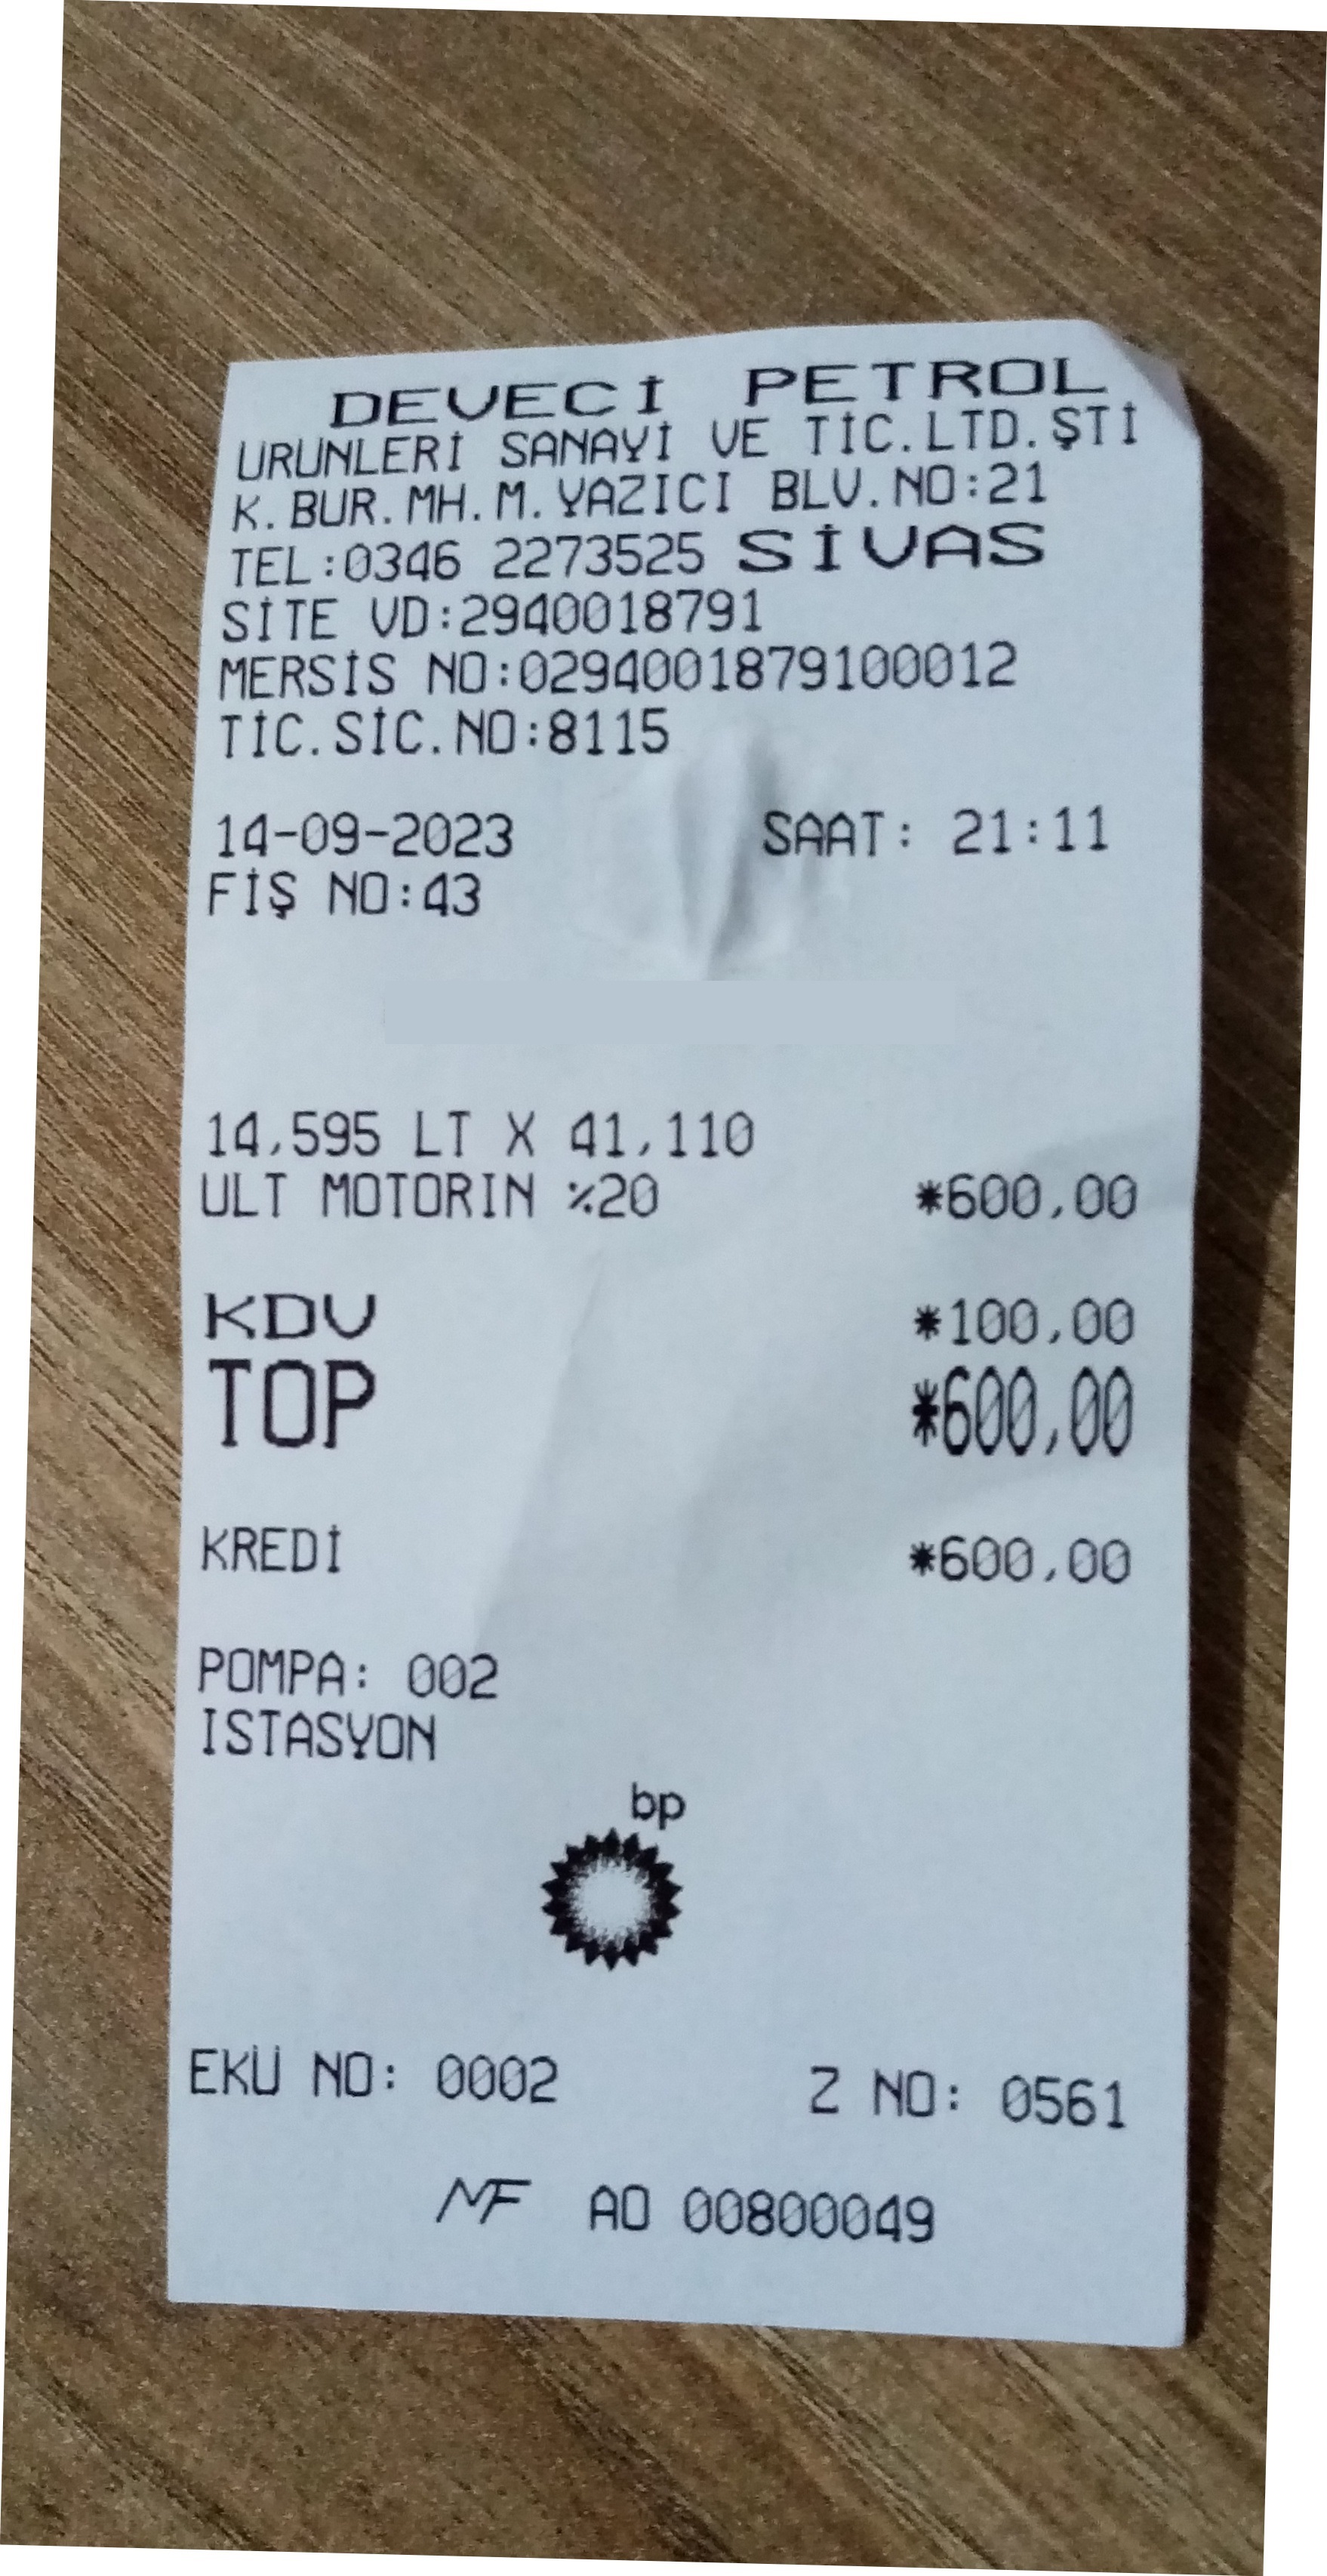 DEVECİ PETROL
URUNLERİ SANAYİ VE TİC.LTD.ŞTİ
K.BUR.MH.M.YAZICI BLV.NO:21
TEL:0346 2273525 SİVAS
SİTE VD:2940018791
MERSİS NO:0294001879100012
TİC.SİC.NO:8115
14-09-2023 SAAT: 21:11
FİŞ NO:43
14,595 LT X 41,110
ULT MOTORIN %20 *600,00
KDV *100,00
TOP *600,00
KREDİ *600,00
POMPA: 002
ISTASYON
bp
EKÜ NO: 0002 Z NO: 0561
MF AO 00800049